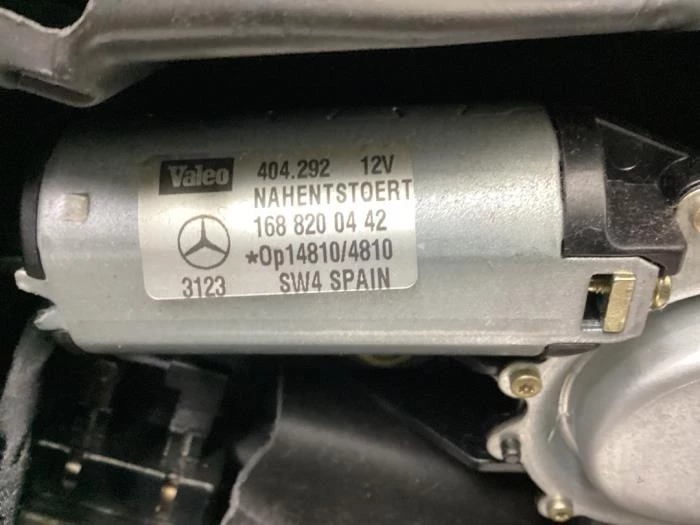 Valeo 404.292 12V
NAHENTSTOERT
168 820 04 42
*Op14810/4810
3123 SW4 SPAIN